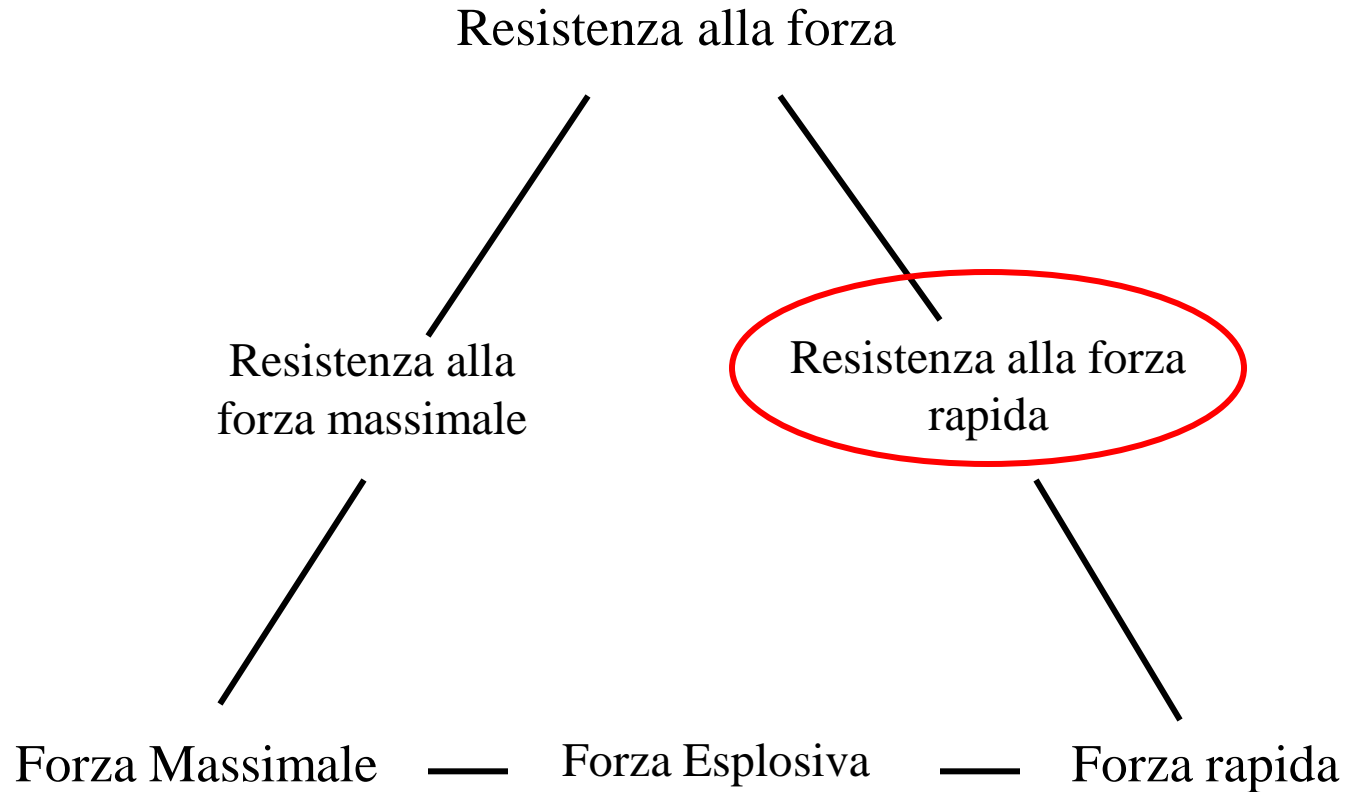 Resistenza alla forza
Resistenza alla
forza massimale
Resistenza alla forza
rapida
Forza Massimale
Forza Esplosiva
Forza rapida